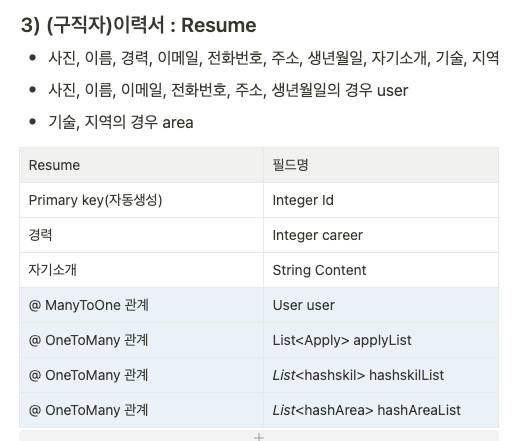 3) (구직자)이력서 : Resume
• 사진, 이름, 경력, 이메일, 전화번호, 주소, 생년월일, 자기소개, 기술, 지역
• 사진, 이름, 이메일, 전화번호, 주소, 생년월일의 경우 user
• 기술, 지역의 경우 area
Resume 필드명
Primary key(자동생성) Integer Id
경력 Integer career
자기소개 String Content
@ ManyToOne 관계 User user
@ OneToMany 관계 List<Apply> applyList
@ OneToMany 관계 List<hashskil> hashskilList
@ OneToMany 관계 List<hashArea> hashAreaList
+